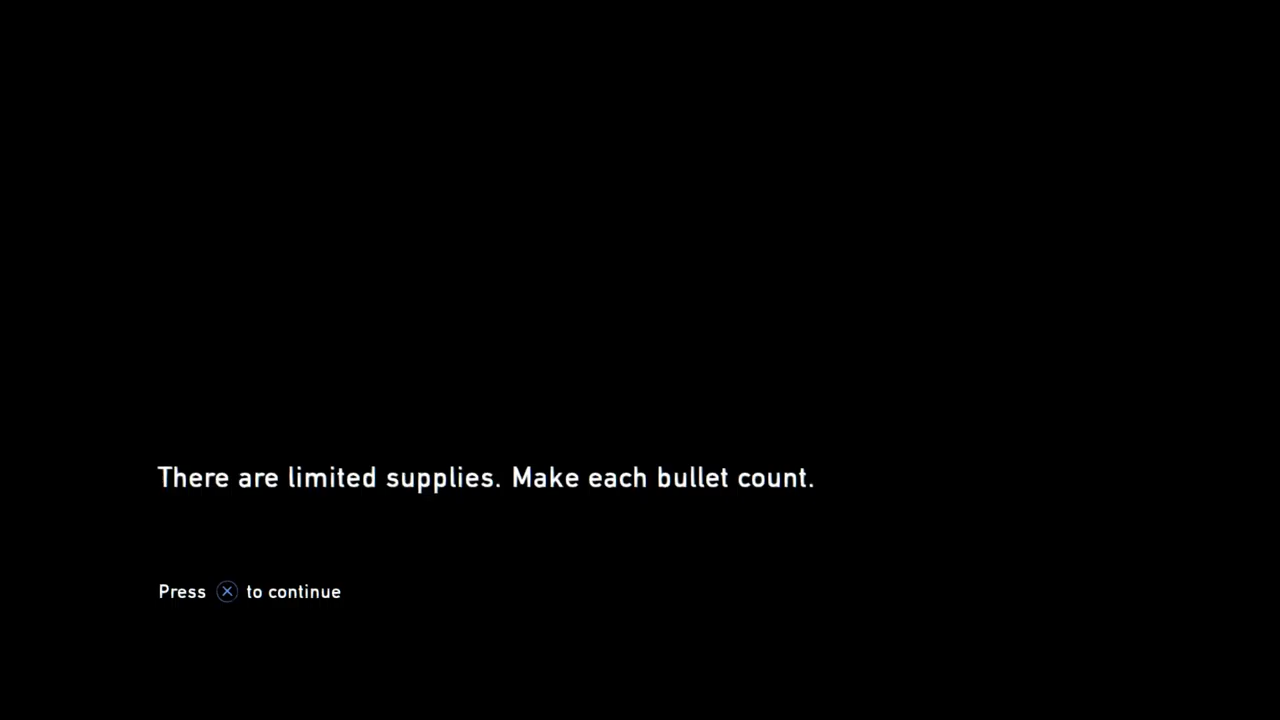 There are limited supplies. Make each bullet count.
Press ⓧ to continue